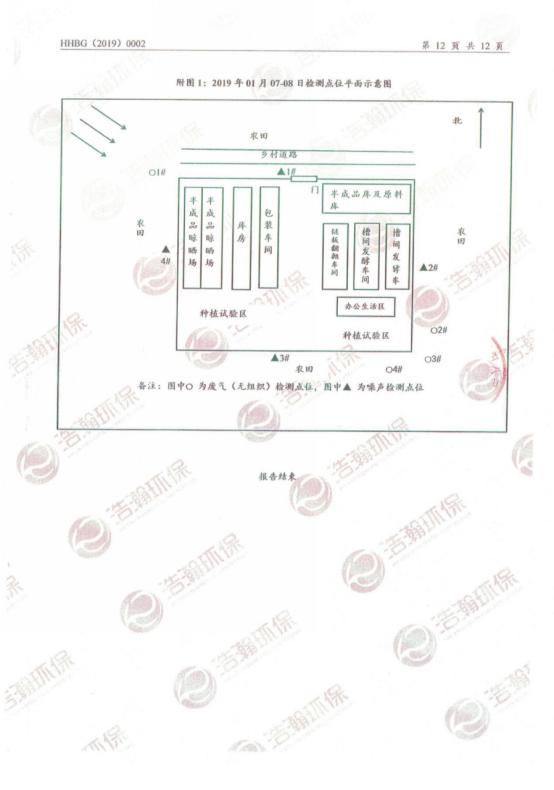 HHBG（2019）0002
第 12 页 共 12 页
附图 1：2019 年 01 月 07-08 日检测点位平面示意图
北
农田
乡村道路
○1#
▲1#
门
半成品库及原料库
半成品晾晒场
半成品晾晒场
库房
包装车间
链板翻翘车间
槽间发酵车间
槽间发酵车
农田
农田
▲4#
▲2#
办公生活区
种植试验区
种植试验区
○2#
▲3#
○3#
农田
○4#
备注：图中○ 为废气（无组织）检测点位，图中▲ 为噪声检测点位
报告结束
浩瀚环保